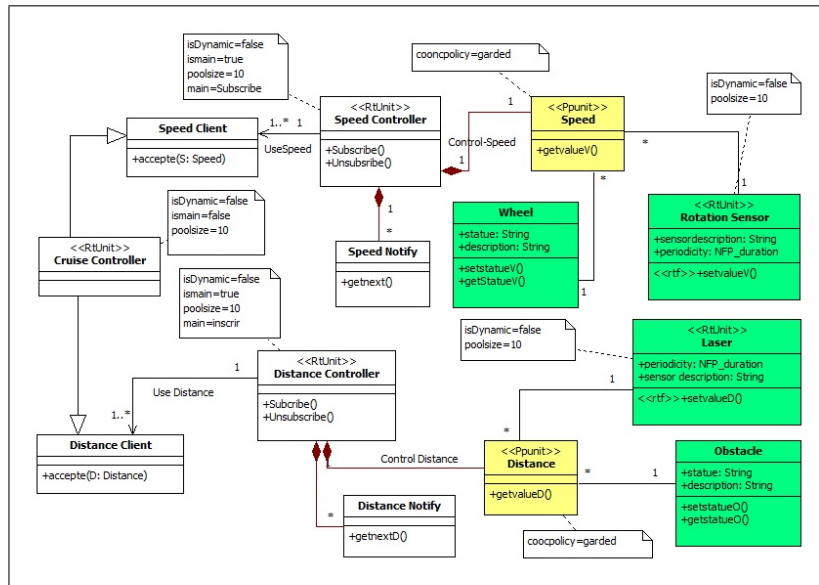 isDynamic=false
ismain=true
poolsize=10
main=Subscribe
cooncpolicy=garded
isDynamic=false
poolsize=10
<<RtUnit>>
Speed Controller
+Subscribe()
+Unsubsribe()
<<Ppunit>>
Speed
+getvalueV()
Speed Client
+accepte(S: Speed)
1..*
1
UseSpeed
Control-Speed
1
1
*
1
*
1
1
*
<<RtUnit>>
Rotation Sensor
+sensordescription: String
+periodicity: NFP_duration
<<rtf>>+setvalueV()
Wheel
+statue: String
+description: String
+setstatueV()
+getStatueV()
isDynamic=false
ismain=false
poolsize=10
<<RtUnit>>
Cruise Controller
Speed Notify
+getnext()
isDynamic=false
ismain=true
poolsize=10
main=inscrir
isDynamic=false
poolsize=10
<<RtUnit>>
Laser
+periodicity: NFP_duration
+sensor description: String
<<rtf>>+setvalueD()
<<RtUnit>>
Distance Controller
+Subcribe()
+Unsubscribe()
1
Use Distance
1..*
1
*
Distance Client
+accepte(D: Distance)
Control Distance
1
*
<<Ppunit>>
Distance
+getvalueD()
*
1
Obstacle
+statue: String
+description: String
+setstatueO()
+getstatueO()
Distance Notify
+getnextD()
coocpolicy=garded